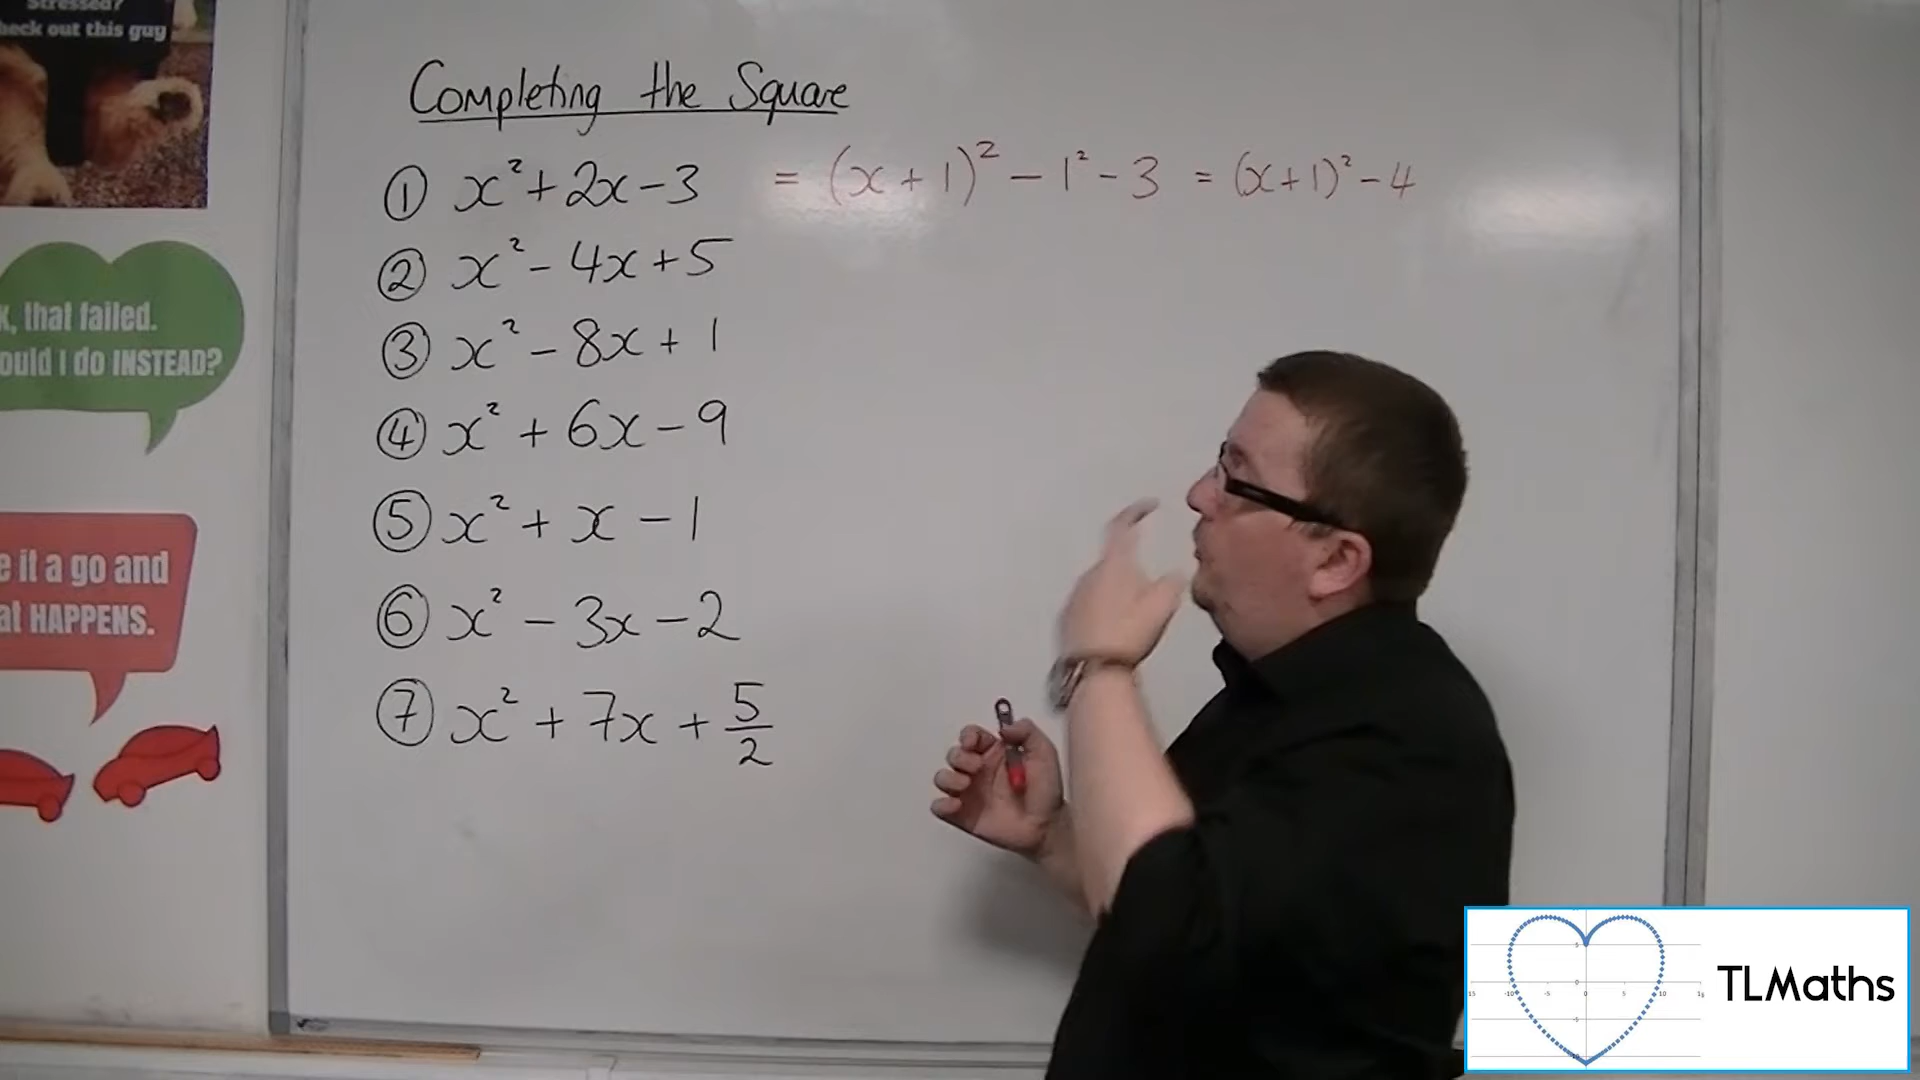 Stressed?
heck out this guy
Completing the Square
① x² + 2x - 3 = (x + 1)² - 1² - 3 = (x + 1)² - 4
② x² - 4x + 5
③ x² - 8x + 1
④ x² + 6x - 9
⑤ x² + x - 1
⑥ x² - 3x - 2
⑦ x² + 7x + 5/2
, that failed.
ould I do INSTEAD?
e it a go and
at HAPPENS.
TLMaths